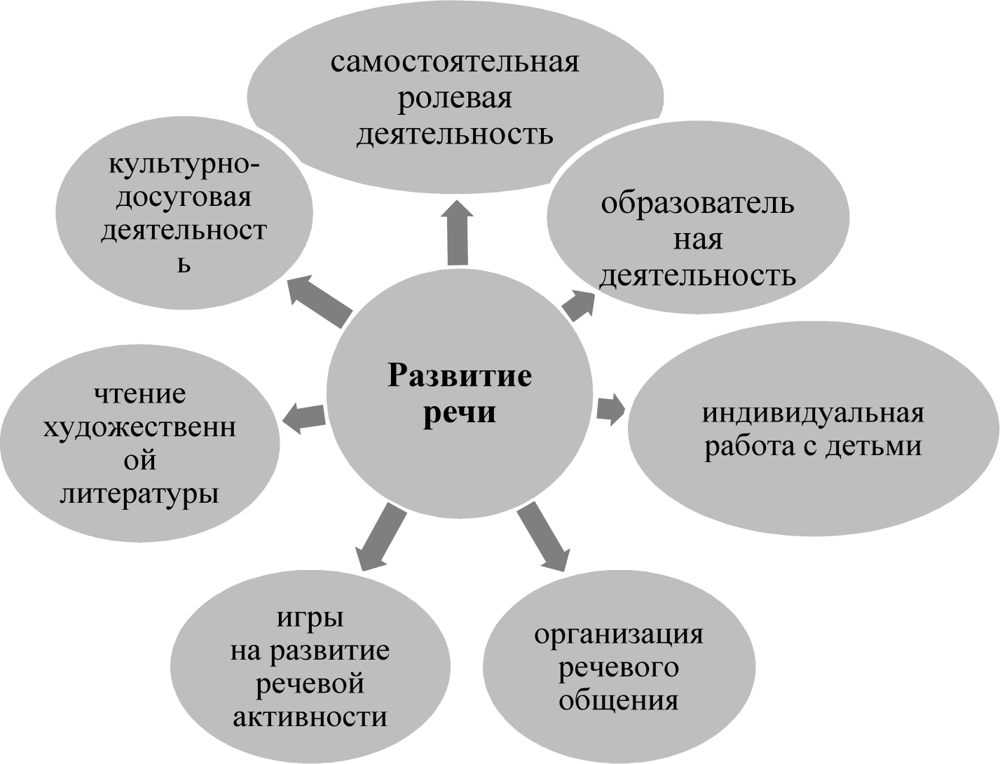 самостоятельная
ролевая
деятельность
культурно-
досуговая
деятельност
ь
образователь
ная
деятельность
Развитие
речи
чтение
художественн
ой
литературы
индивидуальная
работа с детьми
игры
на развитие
речевой
активности
организация
речевого
общения